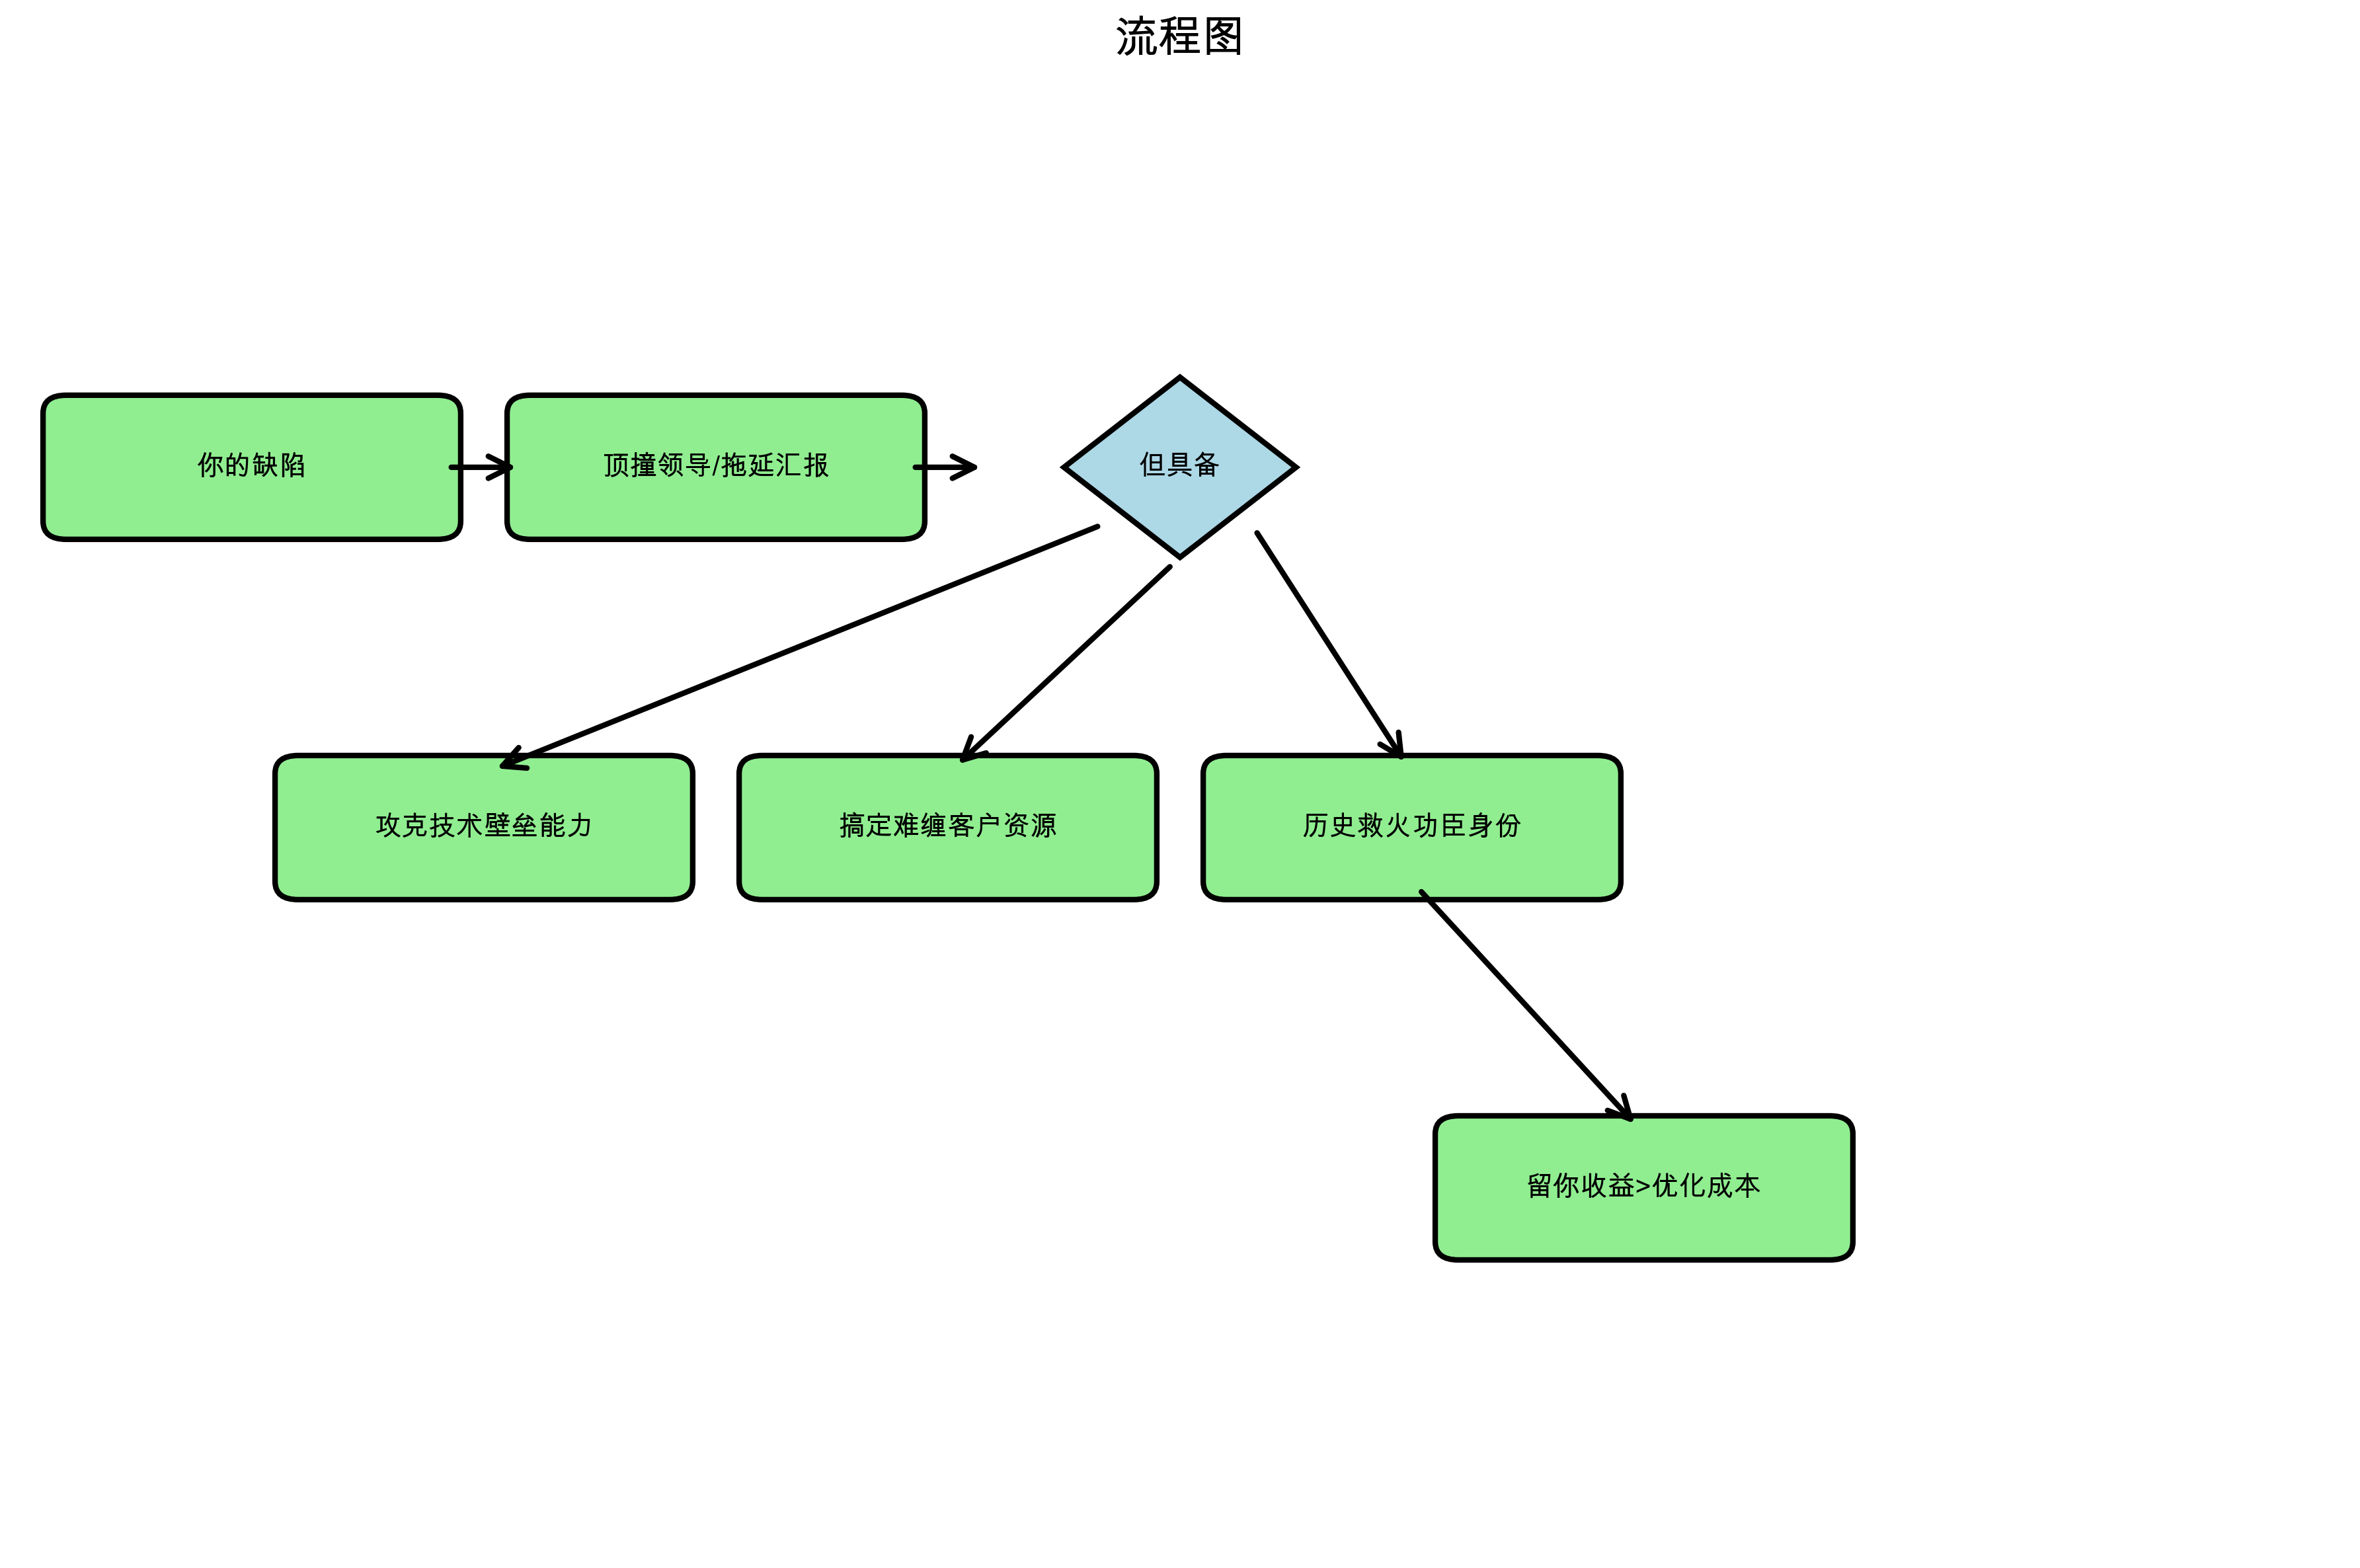 流程图
你的缺陷
顶撞领导/拖延汇报
但具备
攻克技术壁垒能力
搞定难缠客户资源
历史救火功臣身份
留你收益>优化成本